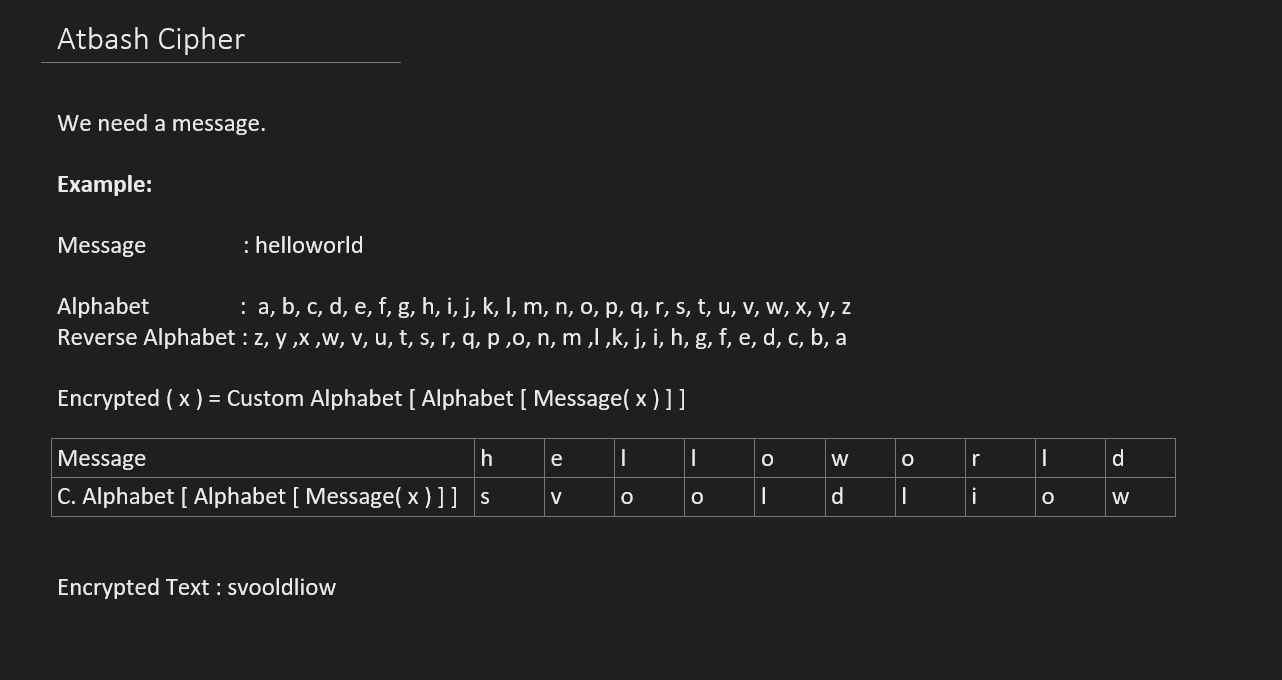 Atbash Cipher
We need a message.
Example:
Message : helloworld
Alphabet : a, b, c, d, e, f, g, h, i, j, k, l, m, n, o, p, q, r, s, t, u, v, w, x, y, z
Reverse Alphabet : z, y ,x ,w, v, u, t, s, r, q, p ,o, n, m ,l ,k, j, i, h, g, f, e, d, c, b, a
Encrypted ( x ) = Custom Alphabet [ Alphabet [ Message( x ) ] ]
Message h e l l o w o r l d
C. Alphabet [ Alphabet [ Message( x ) ] ] s v o o l d l i o w
Encrypted Text : svooldliow